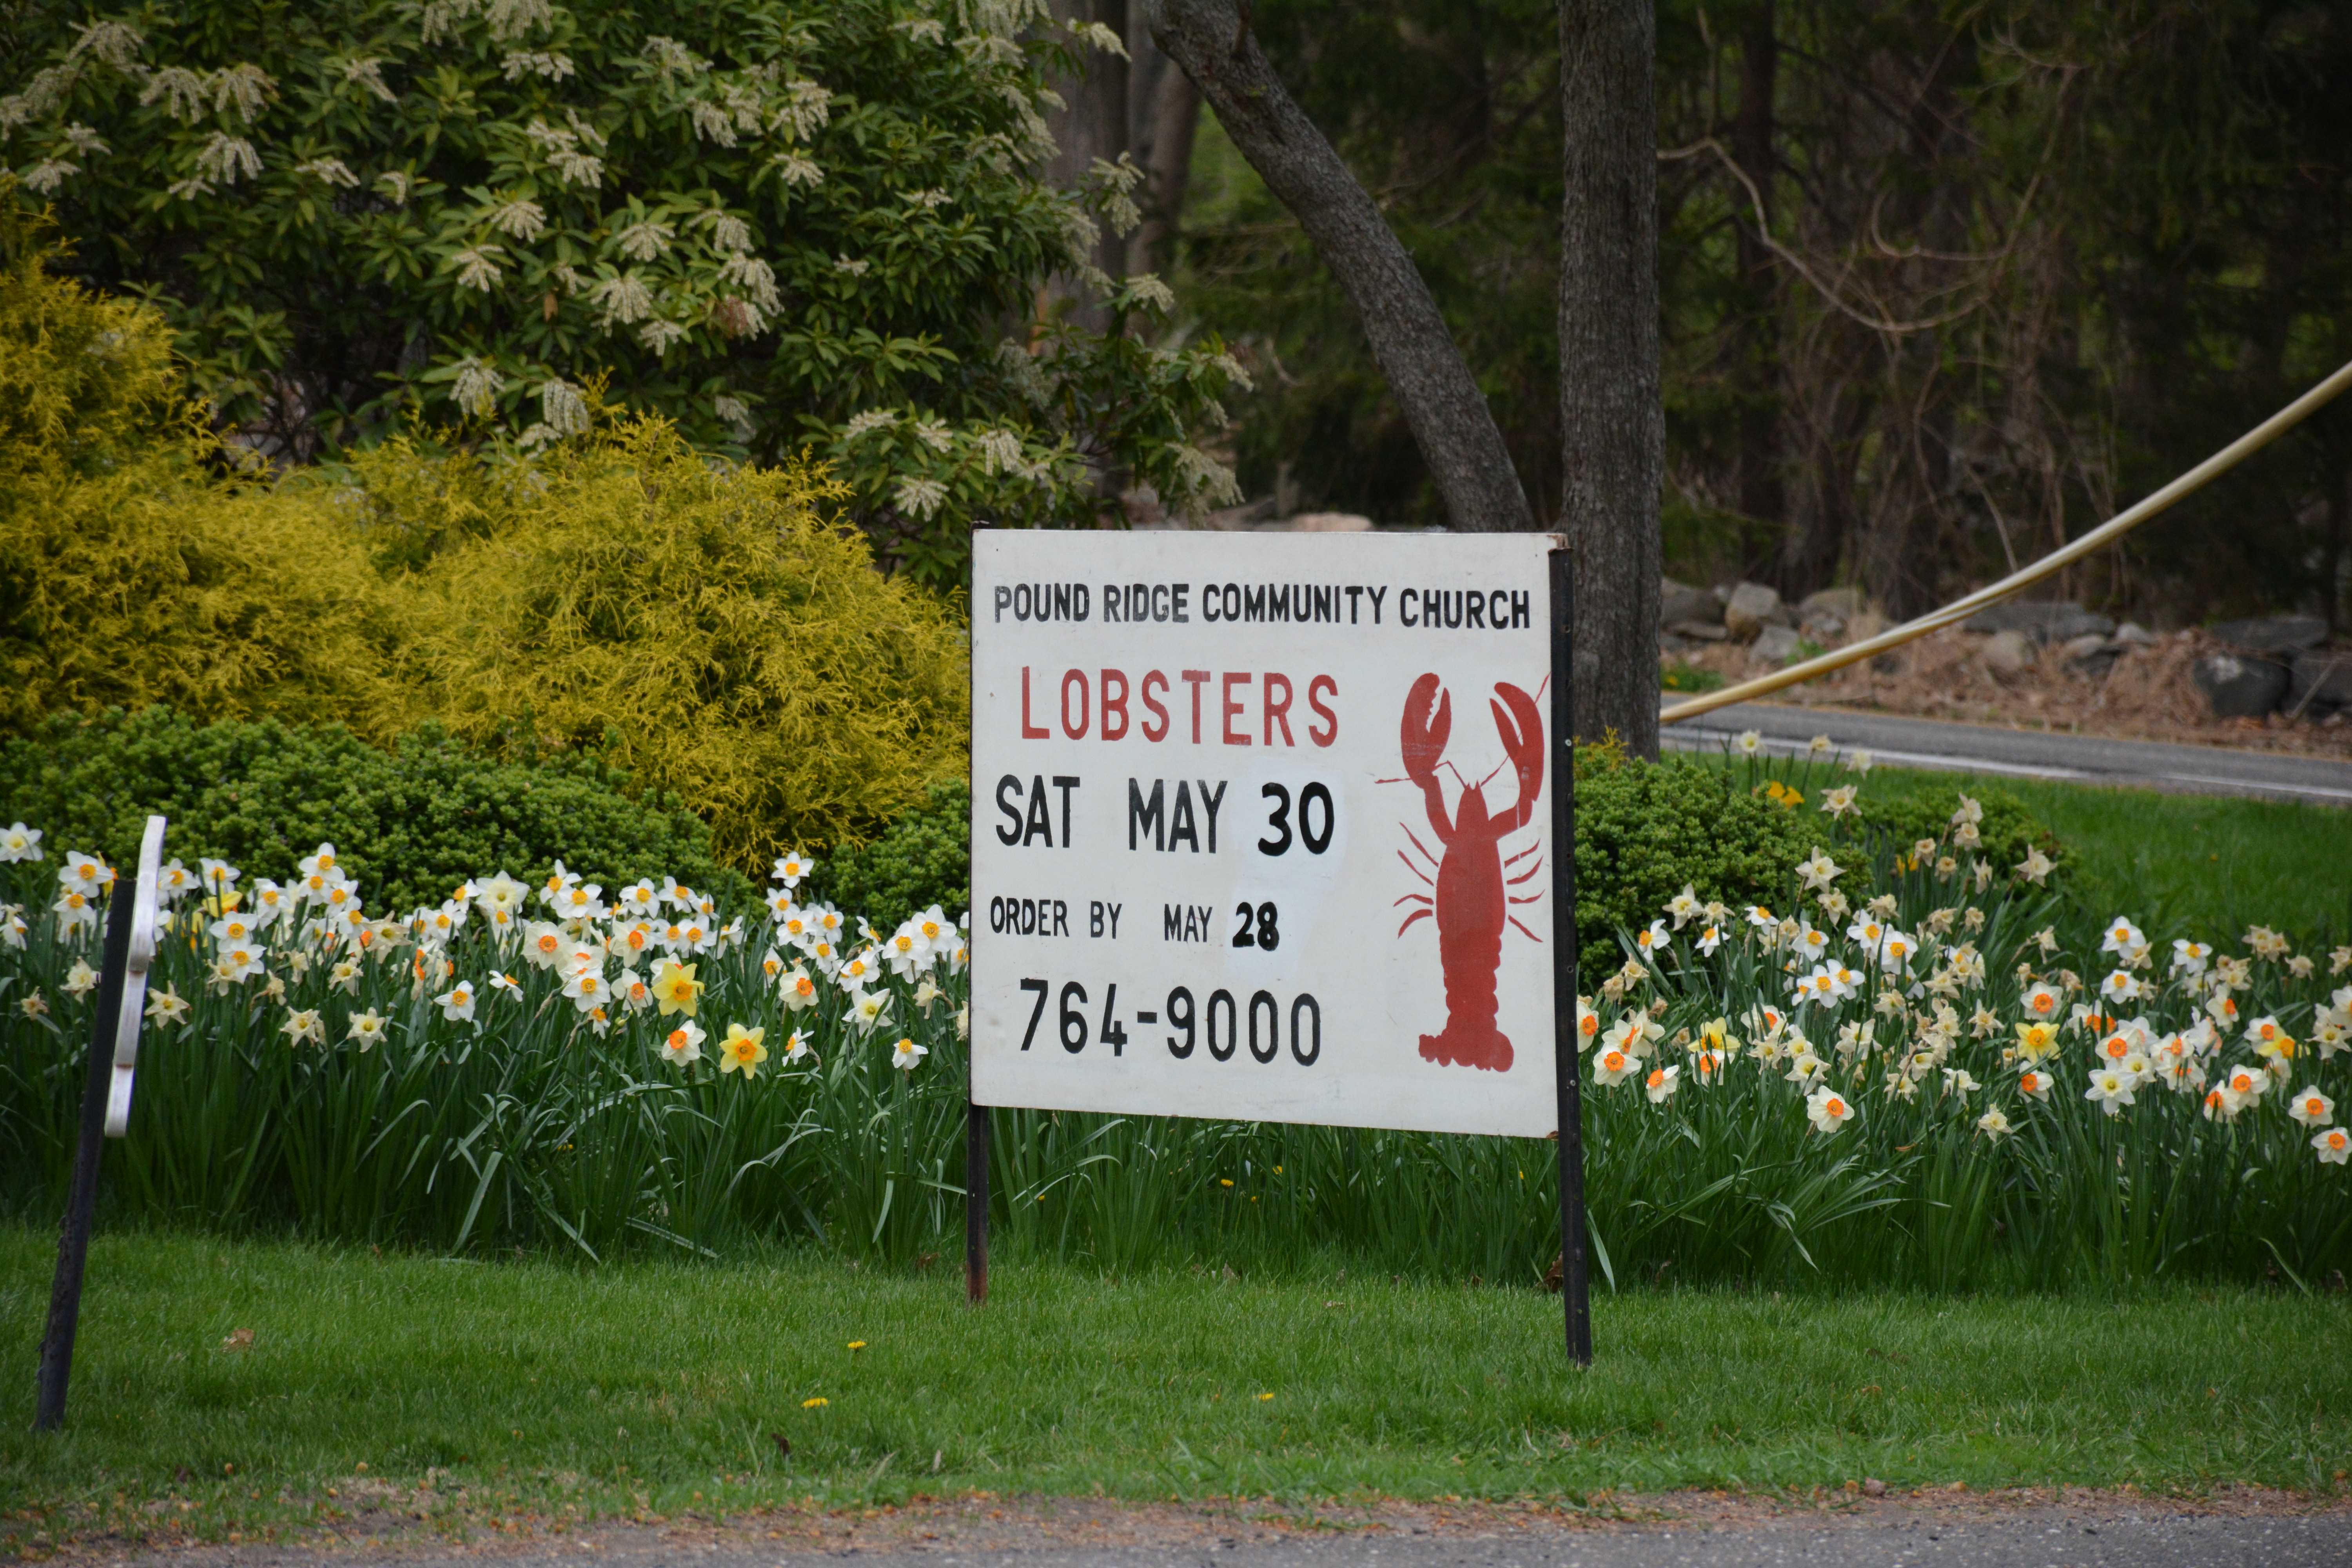 POUND RIDGE COMMUNITY CHURCH
LOBSTERS
SAT MAY 30
ORDER BY MAY 28
764-9000